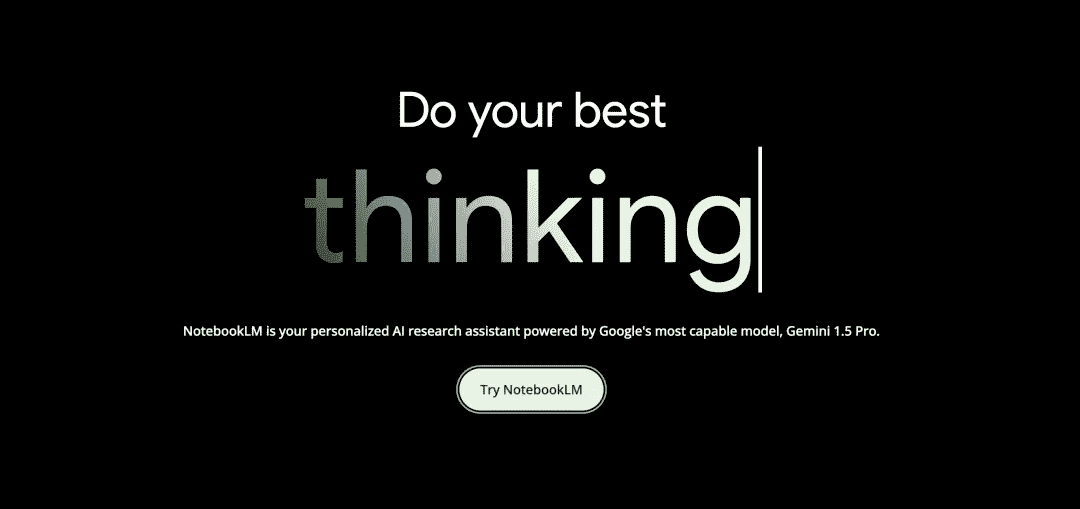 Do your best
thinking
NotebookLM is your personalized AI research assistant powered by Google's most capable model, Gemini 1.5 Pro.
Try NotebookLM